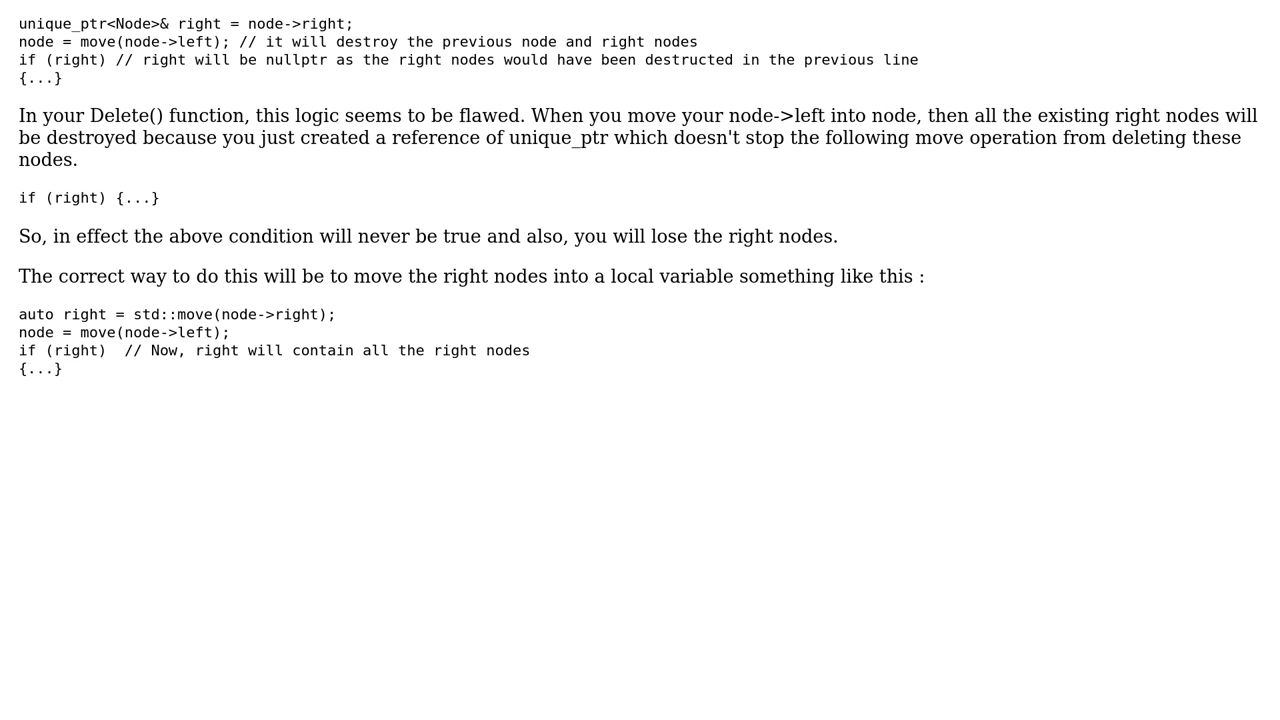 unique_ptr<Node>& right = node->right;
node = move(node->left); // it will destroy the previous node and right nodes
if (right) // right will be nullptr as the right nodes would have been destructed in the previous line
{...}
In your Delete() function, this logic seems to be flawed. When you move your node->left into node, then all the existing right nodes will
be destroyed because you just created a reference of unique_ptr which doesn't stop the following move operation from deleting these
nodes.
if (right) {...}
So, in effect the above condition will never be true and also, you will lose the right nodes.
The correct way to do this will be to move the right nodes into a local variable something like this :
auto right = std::move(node->right);
node = move(node->left);
if (right)  // Now, right will contain all the right nodes
{...}